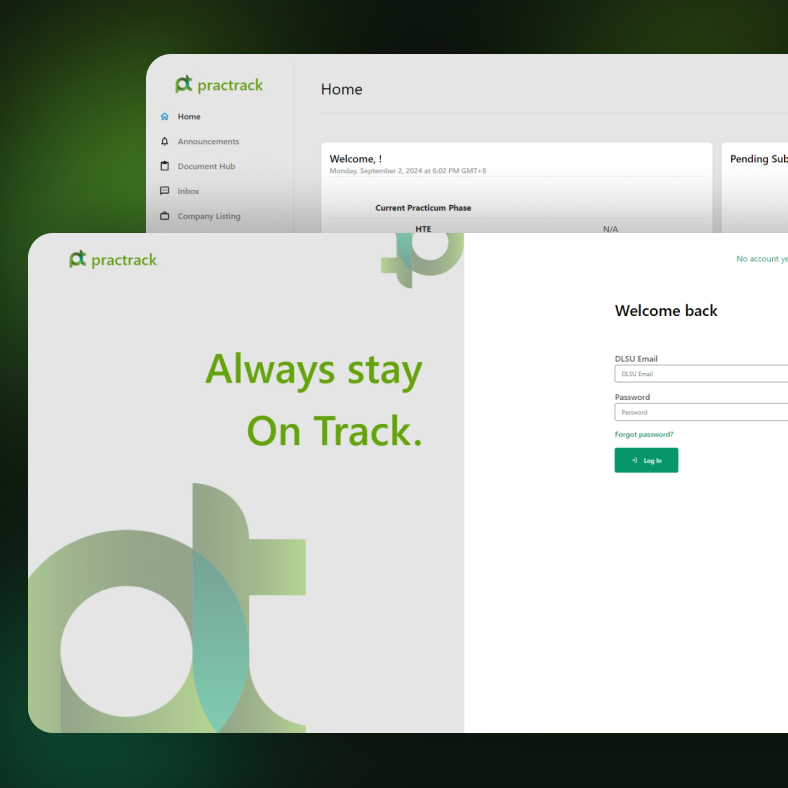 practrack
Home
Home
Announcements
Document Hub
Inbox
Company Listing
Welcome, !
Monday, September 2, 2024 at 6:02 PM GMT+8
Current Practicum Phase
HTE N/A
Pending Sub
practrack
Always stay
On Track.
No account ye
Welcome back
DLSU Email
DLSU Email
Password
Password
Forgot password?
Log In